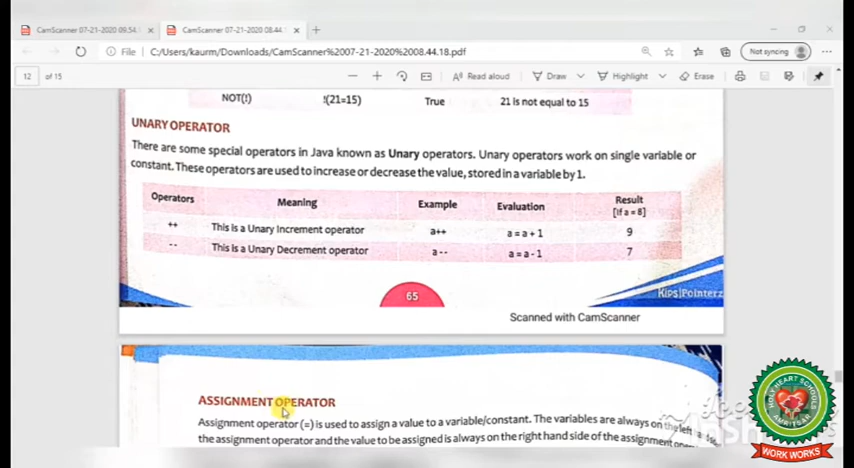 CamScanner 07-21-2020 09.54.
CamScanner 07-21-2020 08.44.1
File
C:/Users/kaurm/Downloads/CamScanner%2007-21-2020%2008.44.18.pdf
Not syncing
12 of 15
Read aloud
Draw
Highlight
Erase
NOT(!) !(21=15) True 21 is not equal to 15
UNARY OPERATOR
There are some special operators in Java known as Unary operators. Unary operators work on single variable or
constant. These operators are used to increase or decrease the value, stored in a variable by 1.
Operators Meaning Example Evaluation Result
[If a = 8]
++ This is a Unary Increment operator a++ a = a + 1 9
-- This is a Unary Decrement operator a-- a = a - 1 7
65
Kips|Pointerz
Scanned with CamScanner
ASSIGNMENT OPERATOR
Assignment operator (=) is used to assign a value to a variable/constant. The variables are always on the left
the assignment operator and the value to be assigned is always on the right hand side of the assignment
HOLY HEART SCHOOLS
AMRITSAR
WORK WORKS